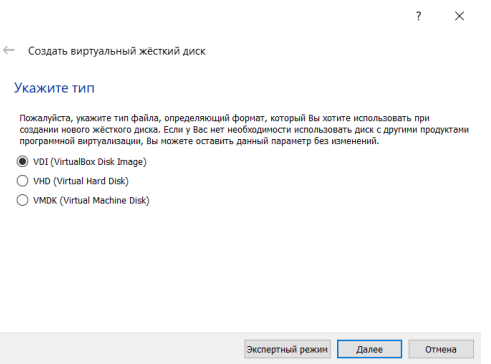 ?
Создать виртуальный жёсткий диск
Укажите тип
Пожалуйста, укажите тип файла, определяющий формат, который Вы хотите использовать при
создании нового жёсткого диска. Если у Вас нет необходимости использовать диск с другими продуктами
программной виртуализации, Вы можете оставить данный параметр без изменений.
VDI (VirtualBox Disk Image)
VHD (Virtual Hard Disk)
VMDK (Virtual Machine Disk)
Экспертный режим Далее Отмена